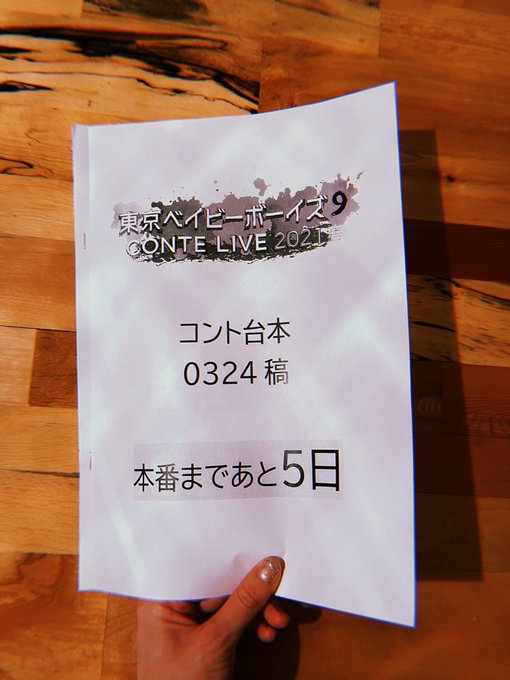 東京ベイビーボーイズ9
CONTE LIVE 2021
コント台本
0324稿
本番まであと5日